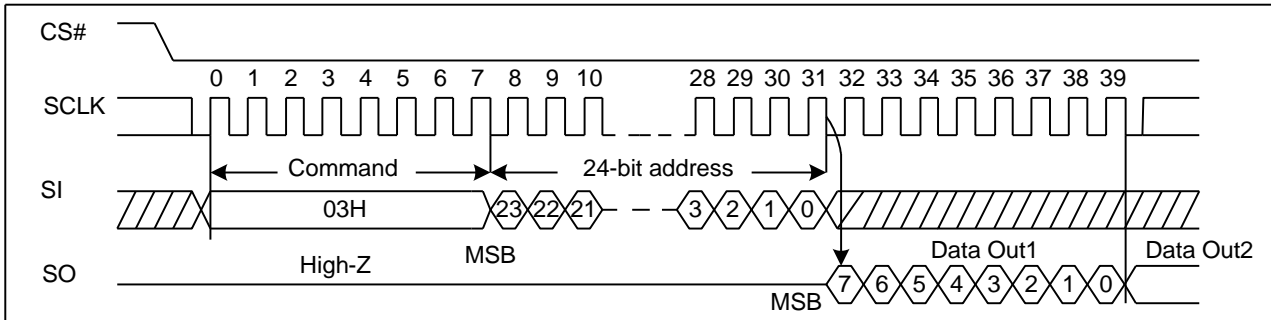 CS#
0 1 2 3 4 5 6 7 8 9 10 28 29 30 31 32 33 34 35 36 37 38 39
SCLK
Command 24-bit address
SI
03H 23 22 21 3 2 1 0
MSB Data Out1 Data Out2
High-Z
SO
7 6 5 4 3 2 1 0
MSB